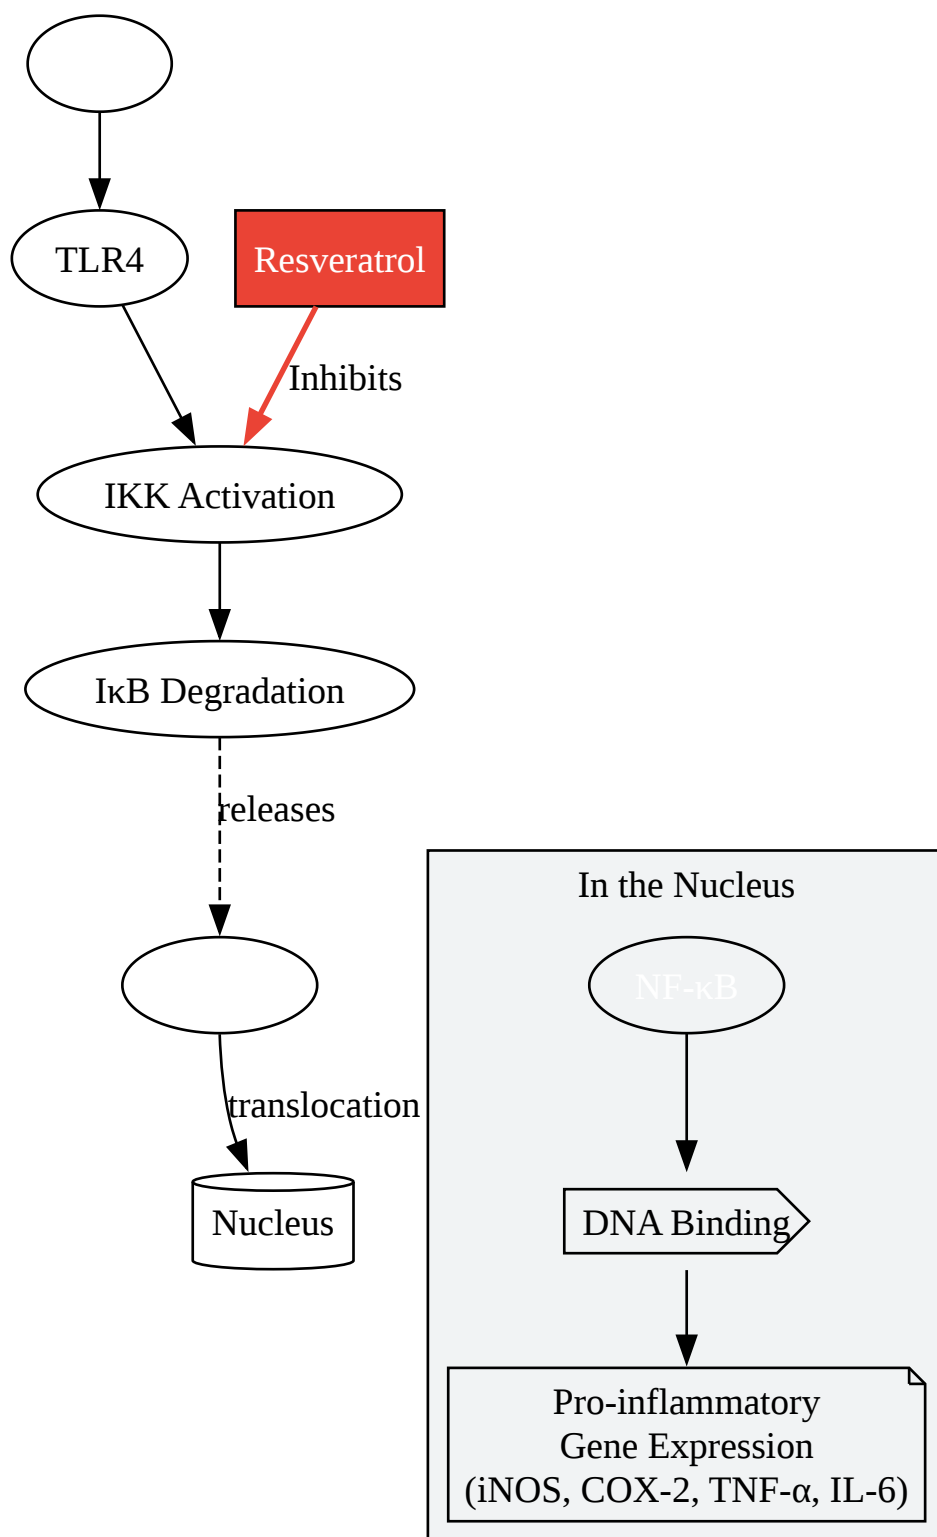 TLR4
Resveratrol
Inhibits
IKK Activation
IκB Degradation
releases
In the Nucleus
NF-κB
translocation
Nucleus
DNA Binding
Pro-inflammatory
Gene Expression
(iNOS, COX-2, TNF-α, IL-6)